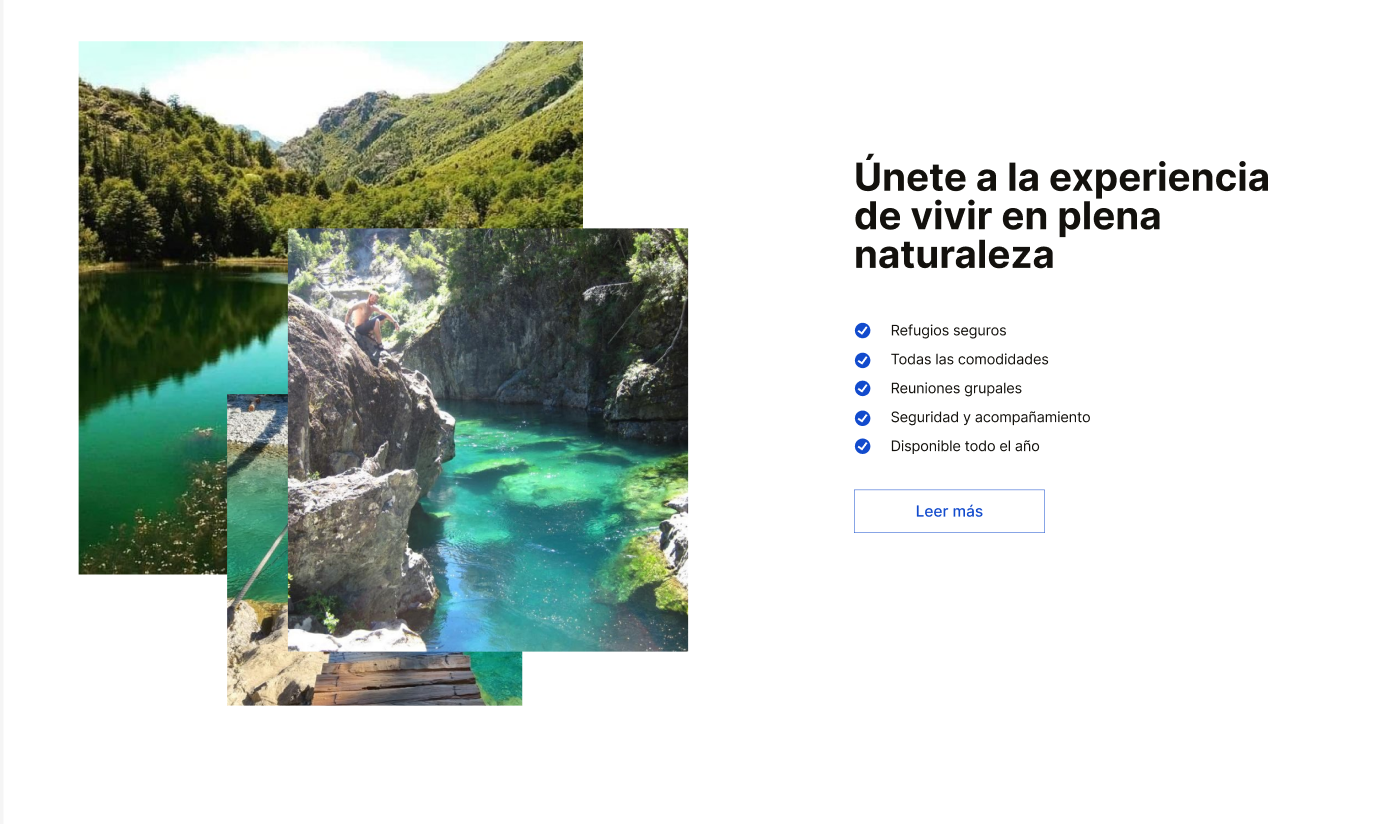 Únete a la experiencia
de vivir en plena
naturaleza
Refugios seguros
Todas las comodidades
Reuniones grupales
Seguridad y acompañamiento
Disponible todo el año
Leer más